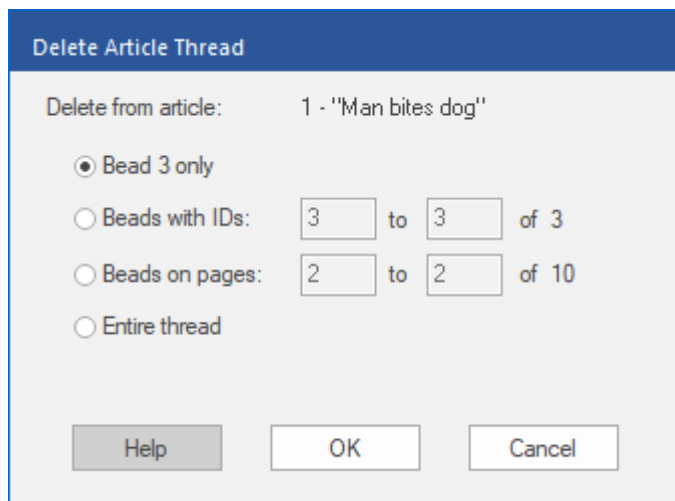 Delete Article Thread
Delete from article: 1 - "Man bites dog"
Bead 3 only
Beads with IDs: 3 to 3 of 3
Beads on pages: 2 to 2 of 10
Entire thread
Help OK Cancel